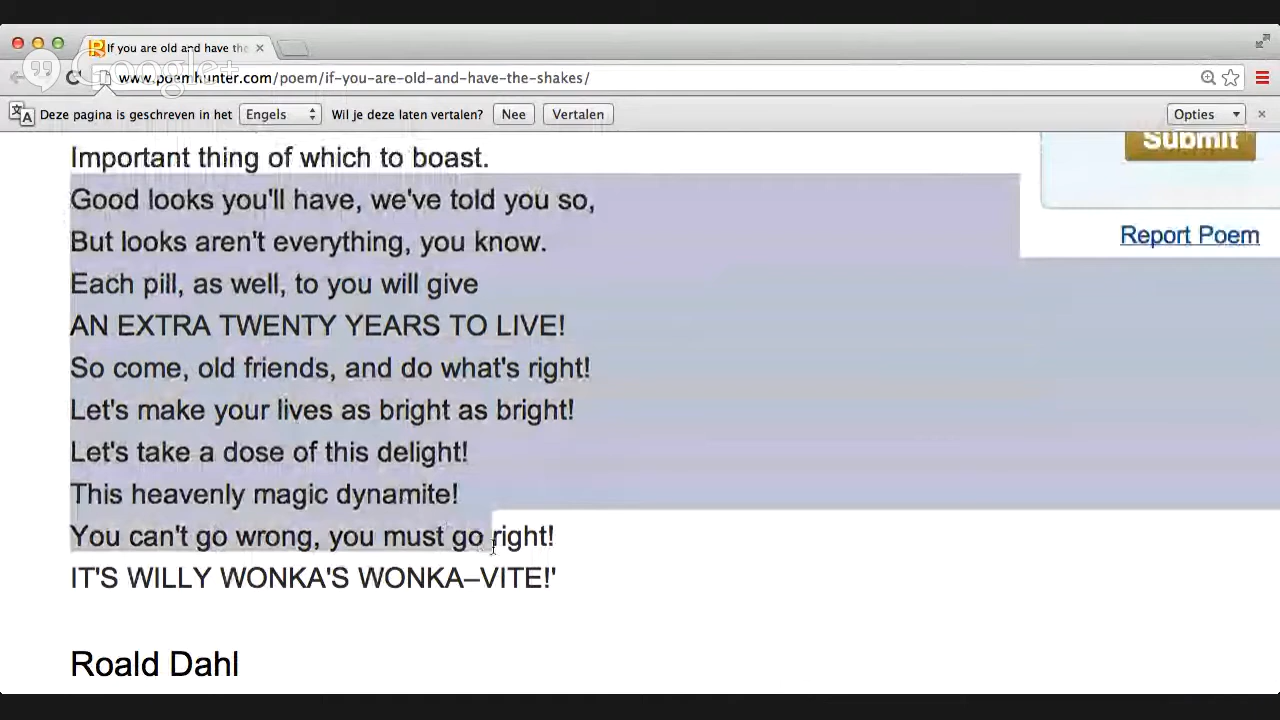 If you are old and have the
Google+
www.poemhunter.com/poem/if-you-are-old-and-have-the-shakes/
Deze pagina is geschreven in het Engels Wil je deze laten vertalen? Nee Vertalen Opties
Important thing of which to boast.
Submit
Good looks you'll have, we've told you so,
Report Poem
But looks aren't everything, you know.
Each pill, as well, to you will give
AN EXTRA TWENTY YEARS TO LIVE!
So come, old friends, and do what's right!
Let's make your lives as bright as bright!
Let's take a dose of this delight!
This heavenly magic dynamite!
You can't go wrong, you must go right!
IT'S WILLY WONKA'S WONKA–VITE!'
Roald Dahl